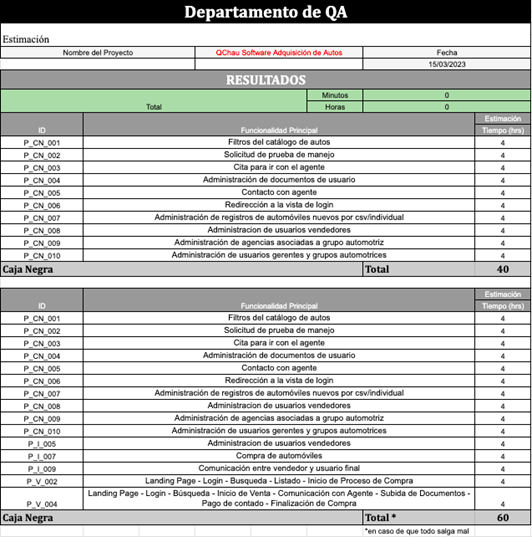 Departamento de QA
Estimación
Nombre del Proyecto QChau Software Adquisición de Autos Fecha
15/03/2023
RESULTADOS
Total Minutos 0
Horas 0
Estimación
ID Funcionalidad Principal Tiempo (hrs)
P_CN_001 Filtros del catálogo de autos 4
P_CN_002 Solicitud de prueba de manejo 4
P_CN_003 Cita para ir con el agente 4
P_CN_004 Administración de documentos de usuario 4
P_CN_005 Contacto con agente 4
P_CN_006 Redirección a la vista de login 4
P_CN_007 Administración de registros de automóviles nuevos por csv/individual 4
P_CN_008 Administracion de usuarios vendedores 4
P_CN_009 Administración de agencias asociadas a grupo automotriz 4
P_CN_010 Administración de usuarios gerentes y grupos automotrices 4
Caja Negra Total 40
Estimación
ID Funcionalidad Principal Tiempo (hrs)
P_CN_001 Filtros del catálogo de autos 4
P_CN_002 Solicitud de prueba de manejo 4
P_CN_003 Cita para ir con el agente 4
P_CN_004 Administración de documentos de usuario 4
P_CN_005 Contacto con agente 4
P_CN_006 Redirección a la vista de login 4
P_CN_007 Administración de registros de automóviles nuevos por csv/individual 4
P_CN_008 Administracion de usuarios vendedores 4
P_CN_009 Administración de agencias asociadas a grupo automotriz 4
P_CN_010 Administración de usuarios gerentes y grupos automotrices 4
P_I_005 Administracion de usuarios vendedores 4
P_I_007 Compra de automóviles 4
P_I_009 Comunicación entre vendedor y usuario final 4
P_V_002 Landing Page - Login - Busqueda - Listado - Inicio de Proceso de Compra 4
Landing Page - Login - Búsqueda - Inicio de Venta - Comunicación con Agente - Subida de Documentos -
P_V_004 Pago de contado - Finalización de Compra 4
Caja Negra Total * 60
*en caso de que todo salga mal